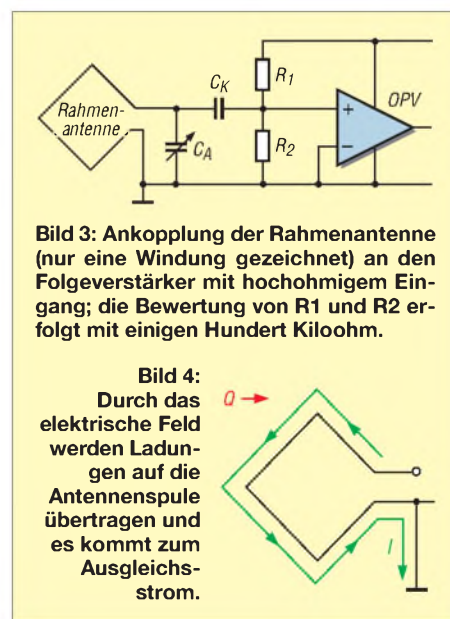 Rahmen-
antenne
C_K
C_A
R_1
R_2
+
−
OPV
Bild 3: Ankopplung der Rahmenantenne
(nur eine Windung gezeichnet) an den
Folgeverstärker mit hochohmigem Ein-
gang; die Bewertung von R1 und R2 er-
folgt mit einigen Hundert Kiloohm.
Bild 4:
Durch das
elektrische Feld
werden Ladun-
gen auf die
Antennenspule
übertragen und
es kommt zum
Ausgleichs-
strom.
Q
I